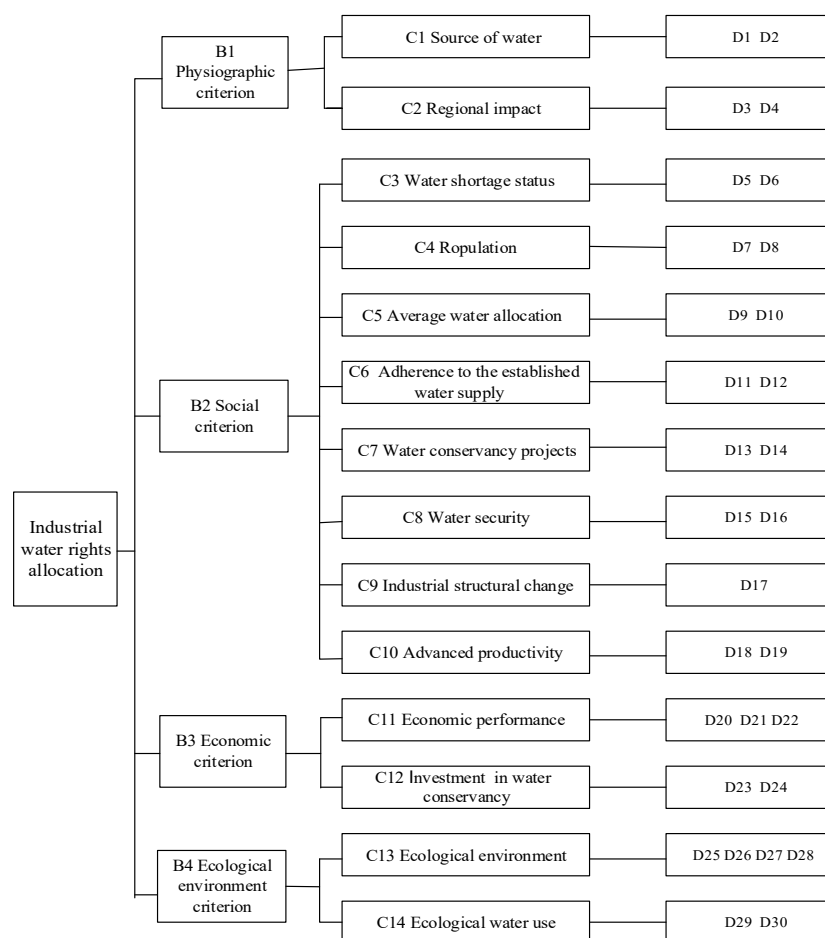 Industrial
water rights
allocation
B1
Physiographic
criterion
C1 Source of water
D1 D2
C2 Regional impact
D3 D4
B2 Social
criterion
C3 Water shortage status
D5 D6
C4 Ropulation
D7 D8
C5 Average water allocation
D9 D10
C6 Adherence to the established
water supply
D11 D12
C7 Water conservancy projects
D13 D14
C8 Water security
D15 D16
C9 Industrial structural change
D17
C10 Advanced productivity
D18 D19
B3 Economic
criterion
C11 Economic performance
D20 D21 D22
C12 Investment in water
conservancy
D23 D24
B4 Ecological
environment
criterion
C13 Ecological environment
D25 D26 D27 D28
C14 Ecological water use
D29 D30